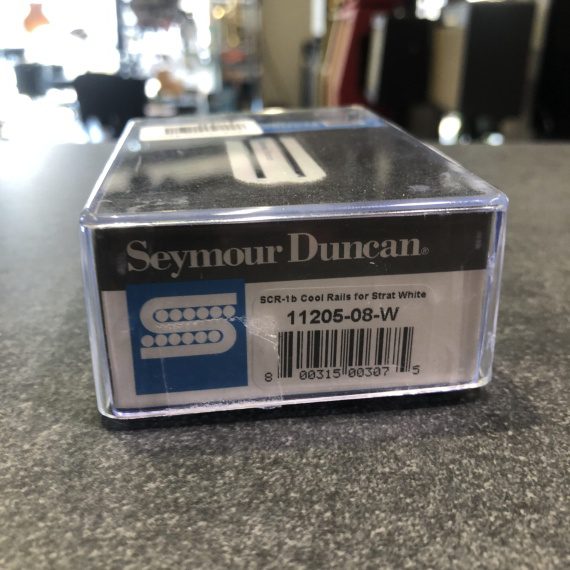 Seymour Duncan®
SCR-1b Cool Rails for Strat White
11205-08-W
8 00315 00307 5